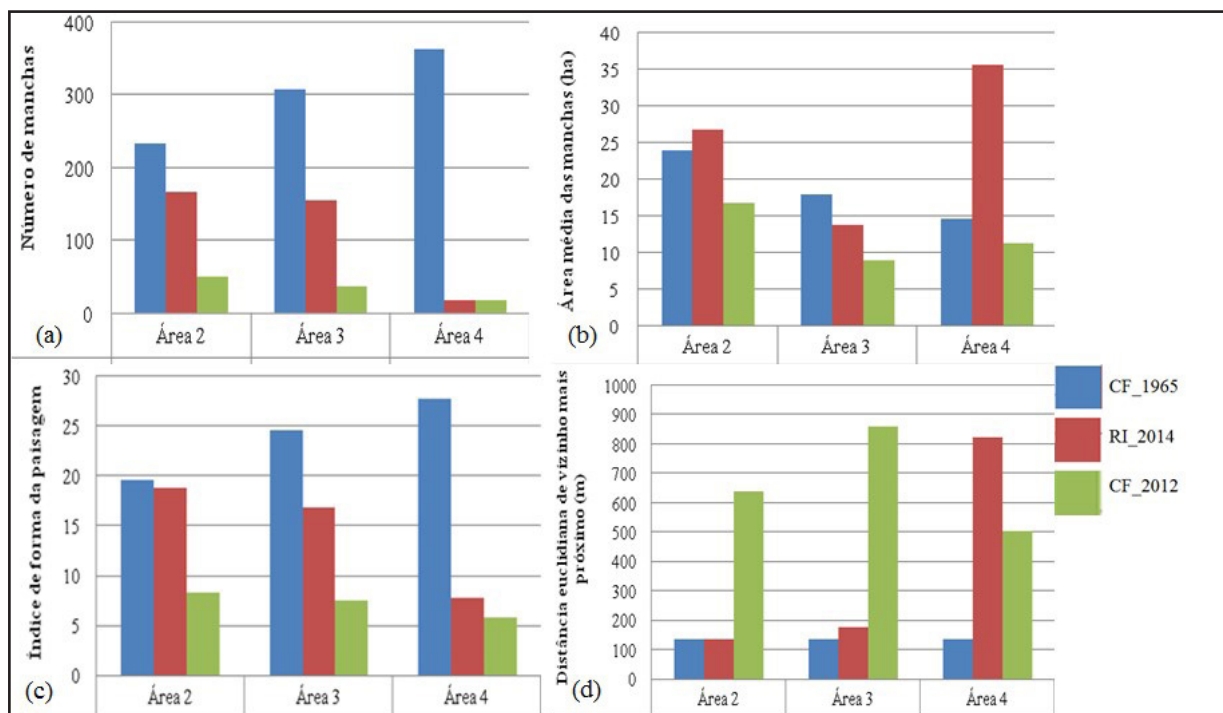 Número de manchas
400
300
200
100
0
Área 2
Área 3
Área 4
(a)
Área média das manchas (ha)
40
35
30
25
20
15
10
5
0
Área 2
Área 3
Área 4
(b)
Índice de forma da paisagem
30
25
20
15
10
5
0
Área 2
Área 3
Área 4
(c)
Distância euclidiana de vizinho mais
próximo (m)
1000
900
800
700
600
500
400
300
200
100
0
Área 2
Área 3
Área 4
(d)
CF_1965
RI_2014
CF_2012